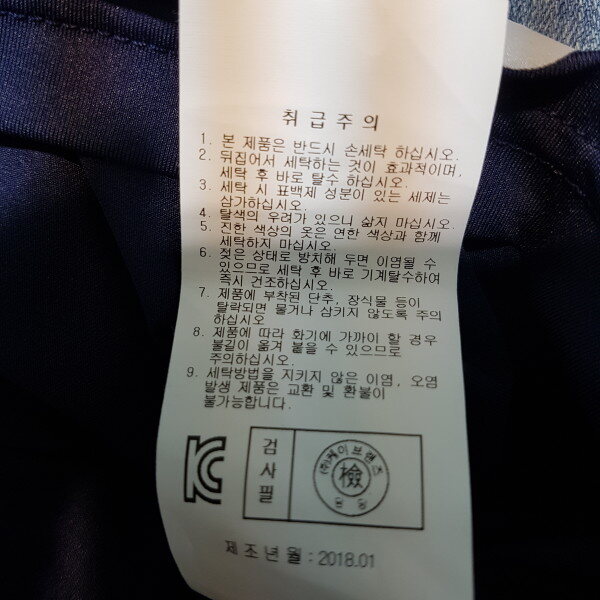 취급주의
1. 본 제품은 반드시 손세탁 하십시오.
2. 뒤집어서 세탁하는 것이 효과적이며,
세탁 후 바로 탈수 하십시오.
3. 세탁 시 표백제 성분이 있는 세제는
삼가하십시오.
4. 탈색의 우려가 있으니 삶지 마십시오.
5. 진한 색상의 옷은 연한 색상과 함께
세탁하지 마십시오.
6. 젖은 상태로 방치해 두면 이염될 수
있으므로 세탁 후 바로 기계탈수하여
즉시 건조하십시오.
7. 제품에 부착된 단추, 장식물 등이
탈락되면 물거나 삼키지 않도록 주의
하십시오
8. 제품에 따라 화기에 가까이 할 경우
불길이 옮겨 붙을 수 있으므로
주의하십시오.
9. 세탁방법을 지키지 않은 이염, 오염
발생 제품은 교환 및 환불이
불가능합니다.
KC
검사필
(주)케이브랜즈
檢
제조년월 : 2018.01